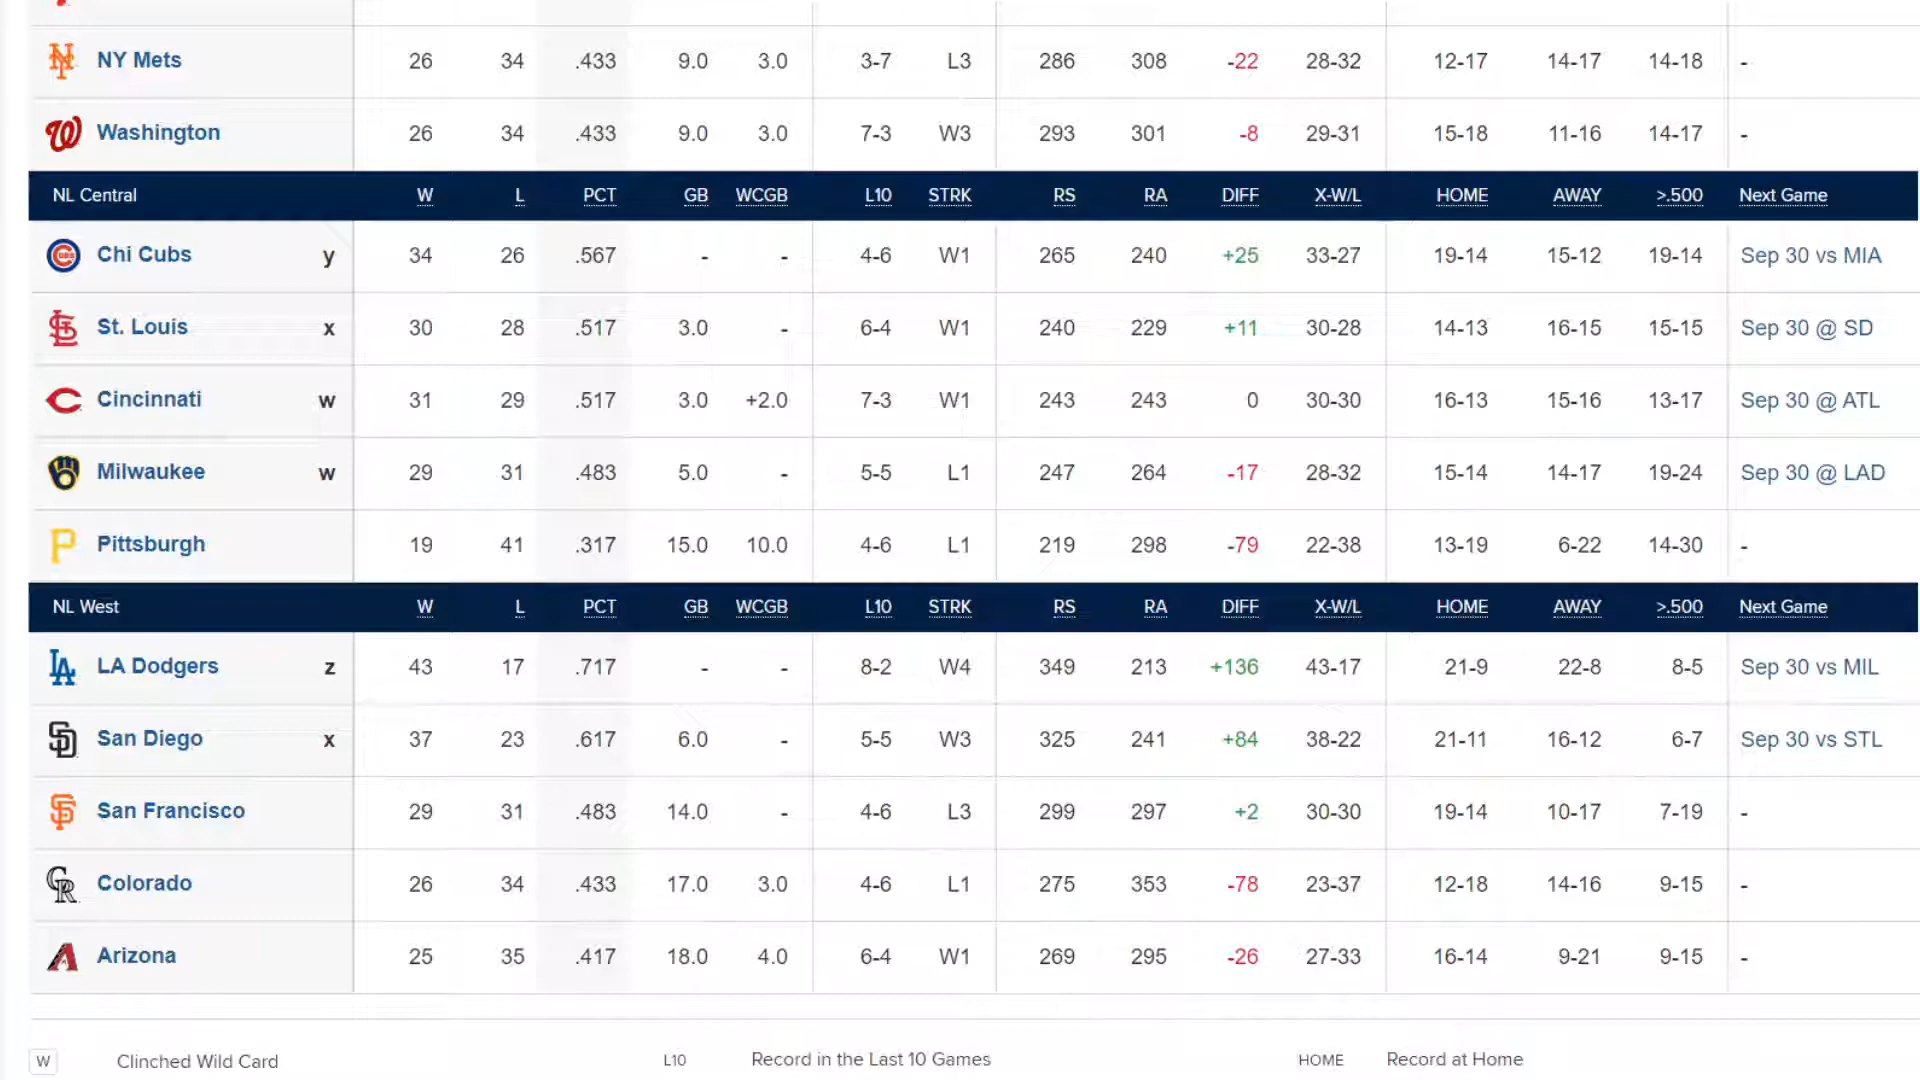 NY Mets 26 34 .433 9.0 3.0 3-7 L3 286 308 -22 28-32 12-17 14-17 14-18 -
Washington 26 34 .433 9.0 3.0 7-3 W3 293 301 -8 29-31 15-18 11-16 14-17 -
NL Central W L PCT GB WCGB L10 STRK RS RA DIFF X-W/L HOME AWAY >.500 Next Game
Chi Cubs y 34 26 .567 - - 4-6 W1 265 240 +25 33-27 19-14 15-12 19-14 Sep 30 vs MIA
St. Louis x 30 28 .517 3.0 - 6-4 W1 240 229 +11 30-28 14-13 16-15 15-15 Sep 30 @ SD
Cincinnati w 31 29 .517 3.0 +2.0 7-3 W1 243 243 0 30-30 16-13 15-16 13-17 Sep 30 @ ATL
Milwaukee w 29 31 .483 5.0 - 5-5 L1 247 264 -17 28-32 15-14 14-17 19-24 Sep 30 @ LAD
Pittsburgh 19 41 .317 15.0 10.0 4-6 L1 219 298 -79 22-38 13-19 6-22 14-30 -
NL West W L PCT GB WCGB L10 STRK RS RA DIFF X-W/L HOME AWAY >.500 Next Game
LA Dodgers z 43 17 .717 - - 8-2 W4 349 213 +136 43-17 21-9 22-8 8-5 Sep 30 vs MIL
San Diego x 37 23 .617 6.0 - 5-5 W3 325 241 +84 38-22 21-11 16-12 6-7 Sep 30 vs STL
San Francisco 29 31 .483 14.0 - 4-6 L3 299 297 +2 30-30 19-14 10-17 7-19 -
Colorado 26 34 .433 17.0 3.0 4-6 L1 275 353 -78 23-37 12-18 14-16 9-15 -
Arizona 25 35 .417 18.0 4.0 6-4 W1 269 295 -26 27-33 16-14 9-21 9-15 -
W Clinched Wild Card L10 Record in the Last 10 Games HOME Record at Home